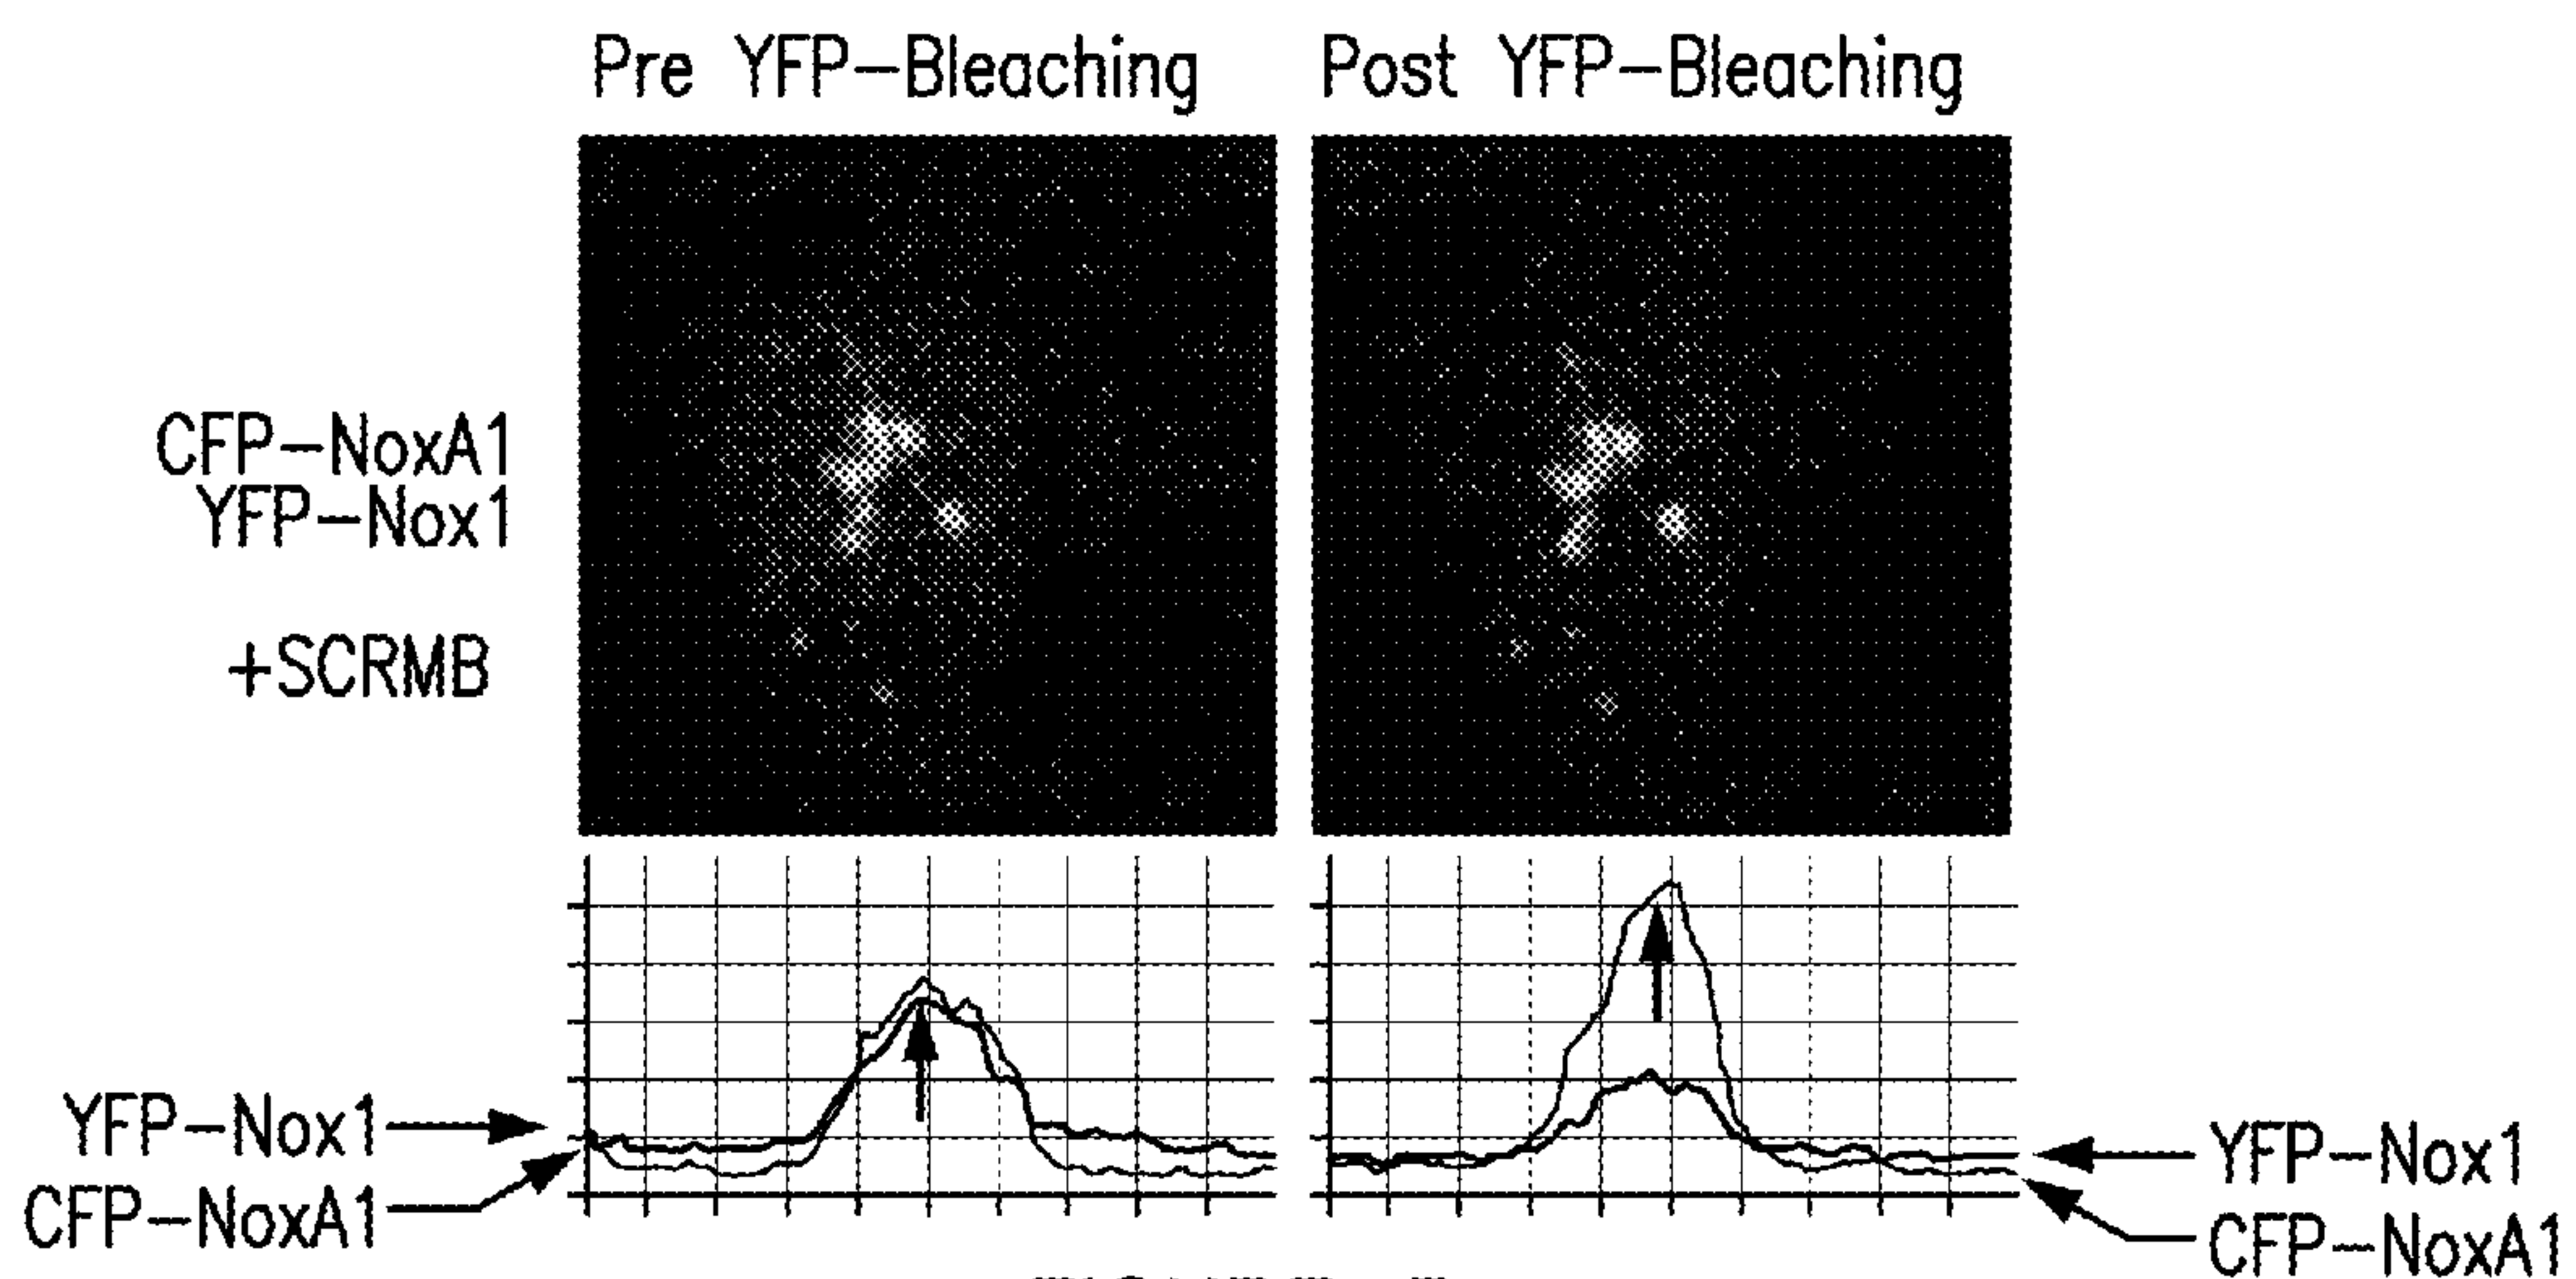 Pre YFP-Bleaching
Post YFP-Bleaching
CFP-NoxA1
YFP-Nox1
+SCRMB
YFP-Nox1
CFP-NoxA1
YFP-Nox1
CFP-NoxA1